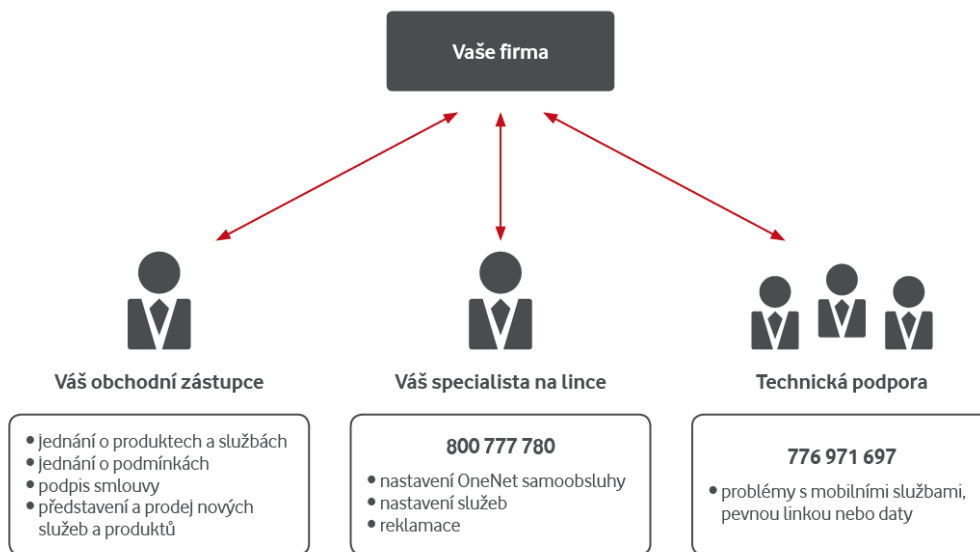 Vaše firma
Váš obchodní zástupce
• jednání o produktech a službách
• jednání o podmínkách
• podpis smlouvy
• představení a prodej nových
služeb a produktů
Váš specialista na lince
800 777 780
• nastavení OneNet samoobsluhy
• nastavení služeb
• reklamace
Technická podpora
776 971 697
• problémy s mobilními službami,
pevnou linkou nebo daty